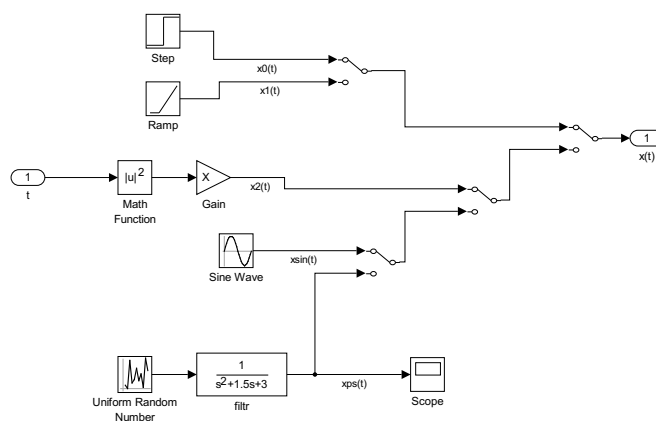 Step
x0(t)
x1(t)
Ramp
1
x(t)
1
t
|u|²
Math
Function
X
Gain
x2(t)
Sine Wave
xsin(t)
Uniform Random
Number
1
s²+1.5s+3
filtr
xps(t)
Scope